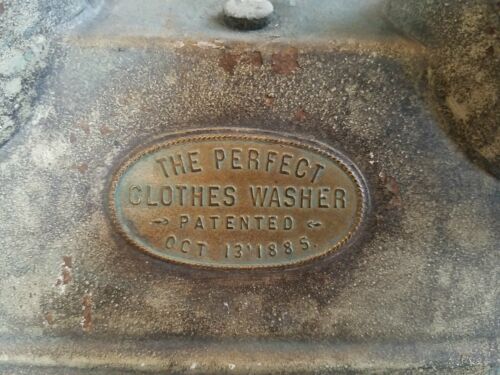 THE PERFECT
CLOTHES WASHER
PATENTED
OCT 13'1885.